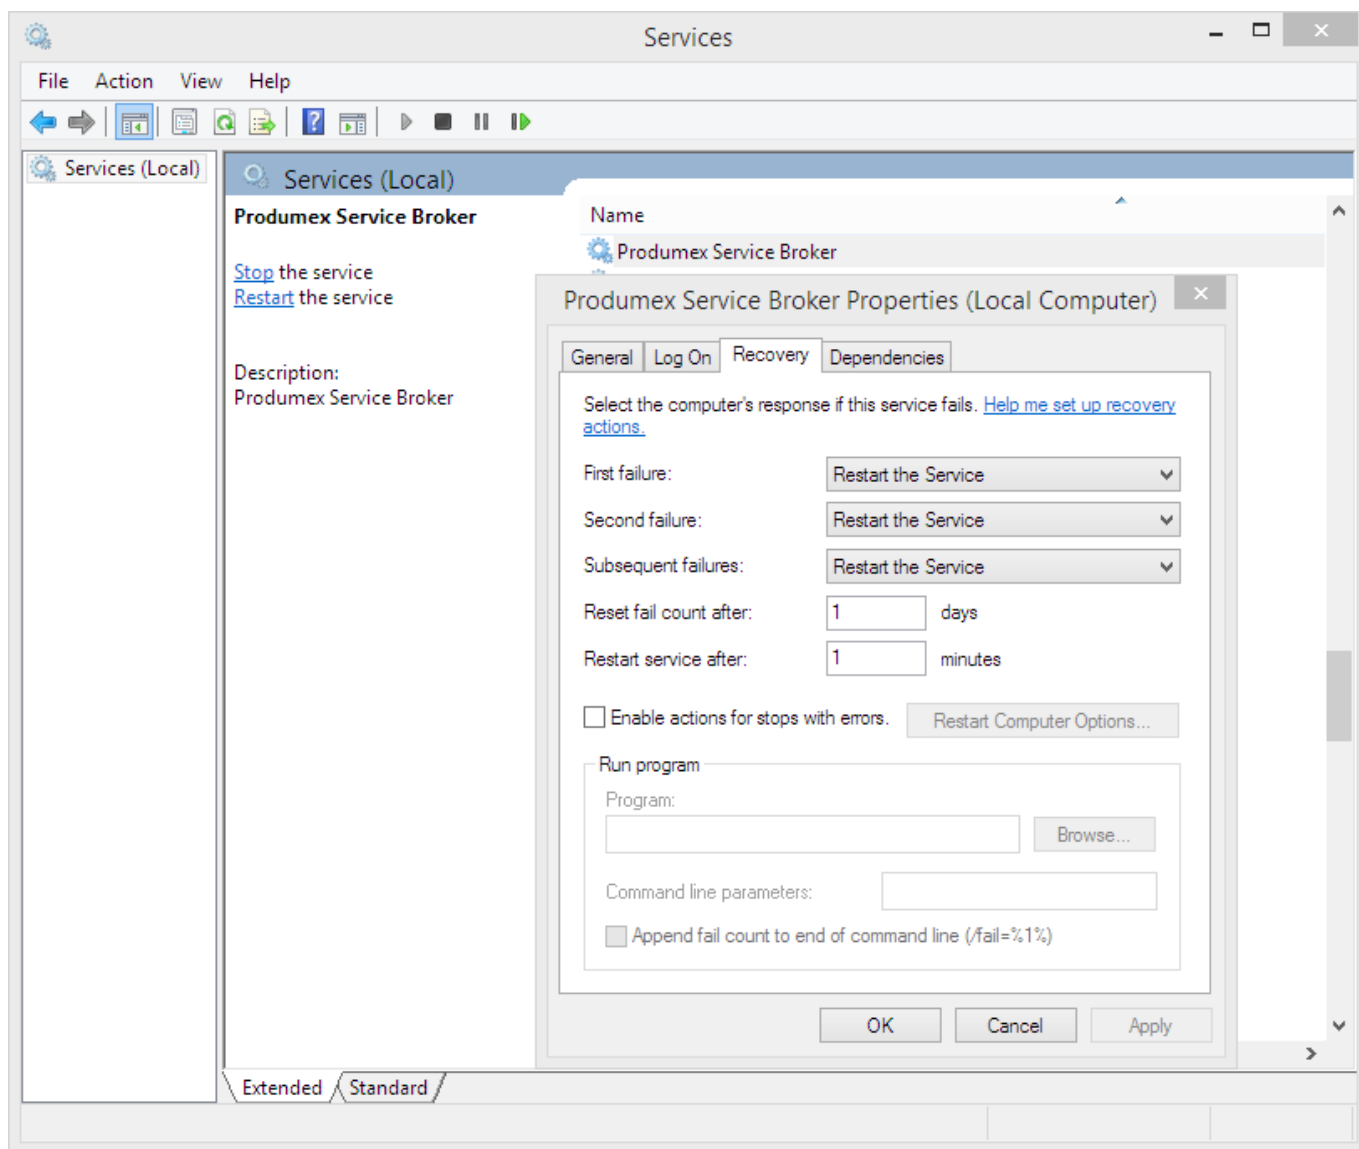 Services
File Action View Help
Services (Local)
Services (Local)
Produmex Service Broker
Stop the service
Restart the service
Description:
Produmex Service Broker
Name
Produmex Service Broker
Produmex Service Broker Properties (Local Computer)
General Log On Recovery Dependencies
Select the computer's response if this service fails. Help me set up recovery
actions.
First failure: Restart the Service
Second failure: Restart the Service
Subsequent failures: Restart the Service
Reset fail count after: 1 days
Restart service after: 1 minutes
Enable actions for stops with errors. Restart Computer Options...
Run program
Program:
Browse...
Command line parameters:
Append fail count to end of command line (/fail=%1%)
OK Cancel Apply
Extended Standard